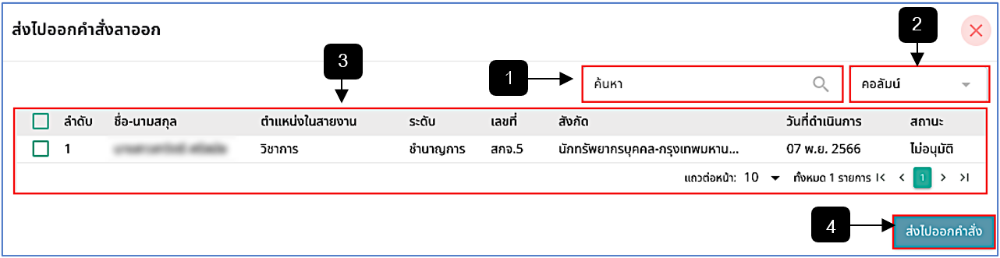 ส่งไปออกคำสั่งลาออก
2
3
1
ค้นหา
คอลัมน์
ลำดับ ชื่อ-นามสกุล ตำแหน่งในสายงาน ระดับ เลขที่ สังกัด วันที่ดำเนินการ สถานะ
1 วิชาการ ชำนาญการ สกจ.5 นักทรัพยากรบุคคล-กรุงเทพมหาน... 07 พ.ย. 2566 ไม่อนุมัติ
แถวต่อหน้า: 10 ทั้งหมด 1 รายการ 1
4
ส่งไปออกคำสั่ง